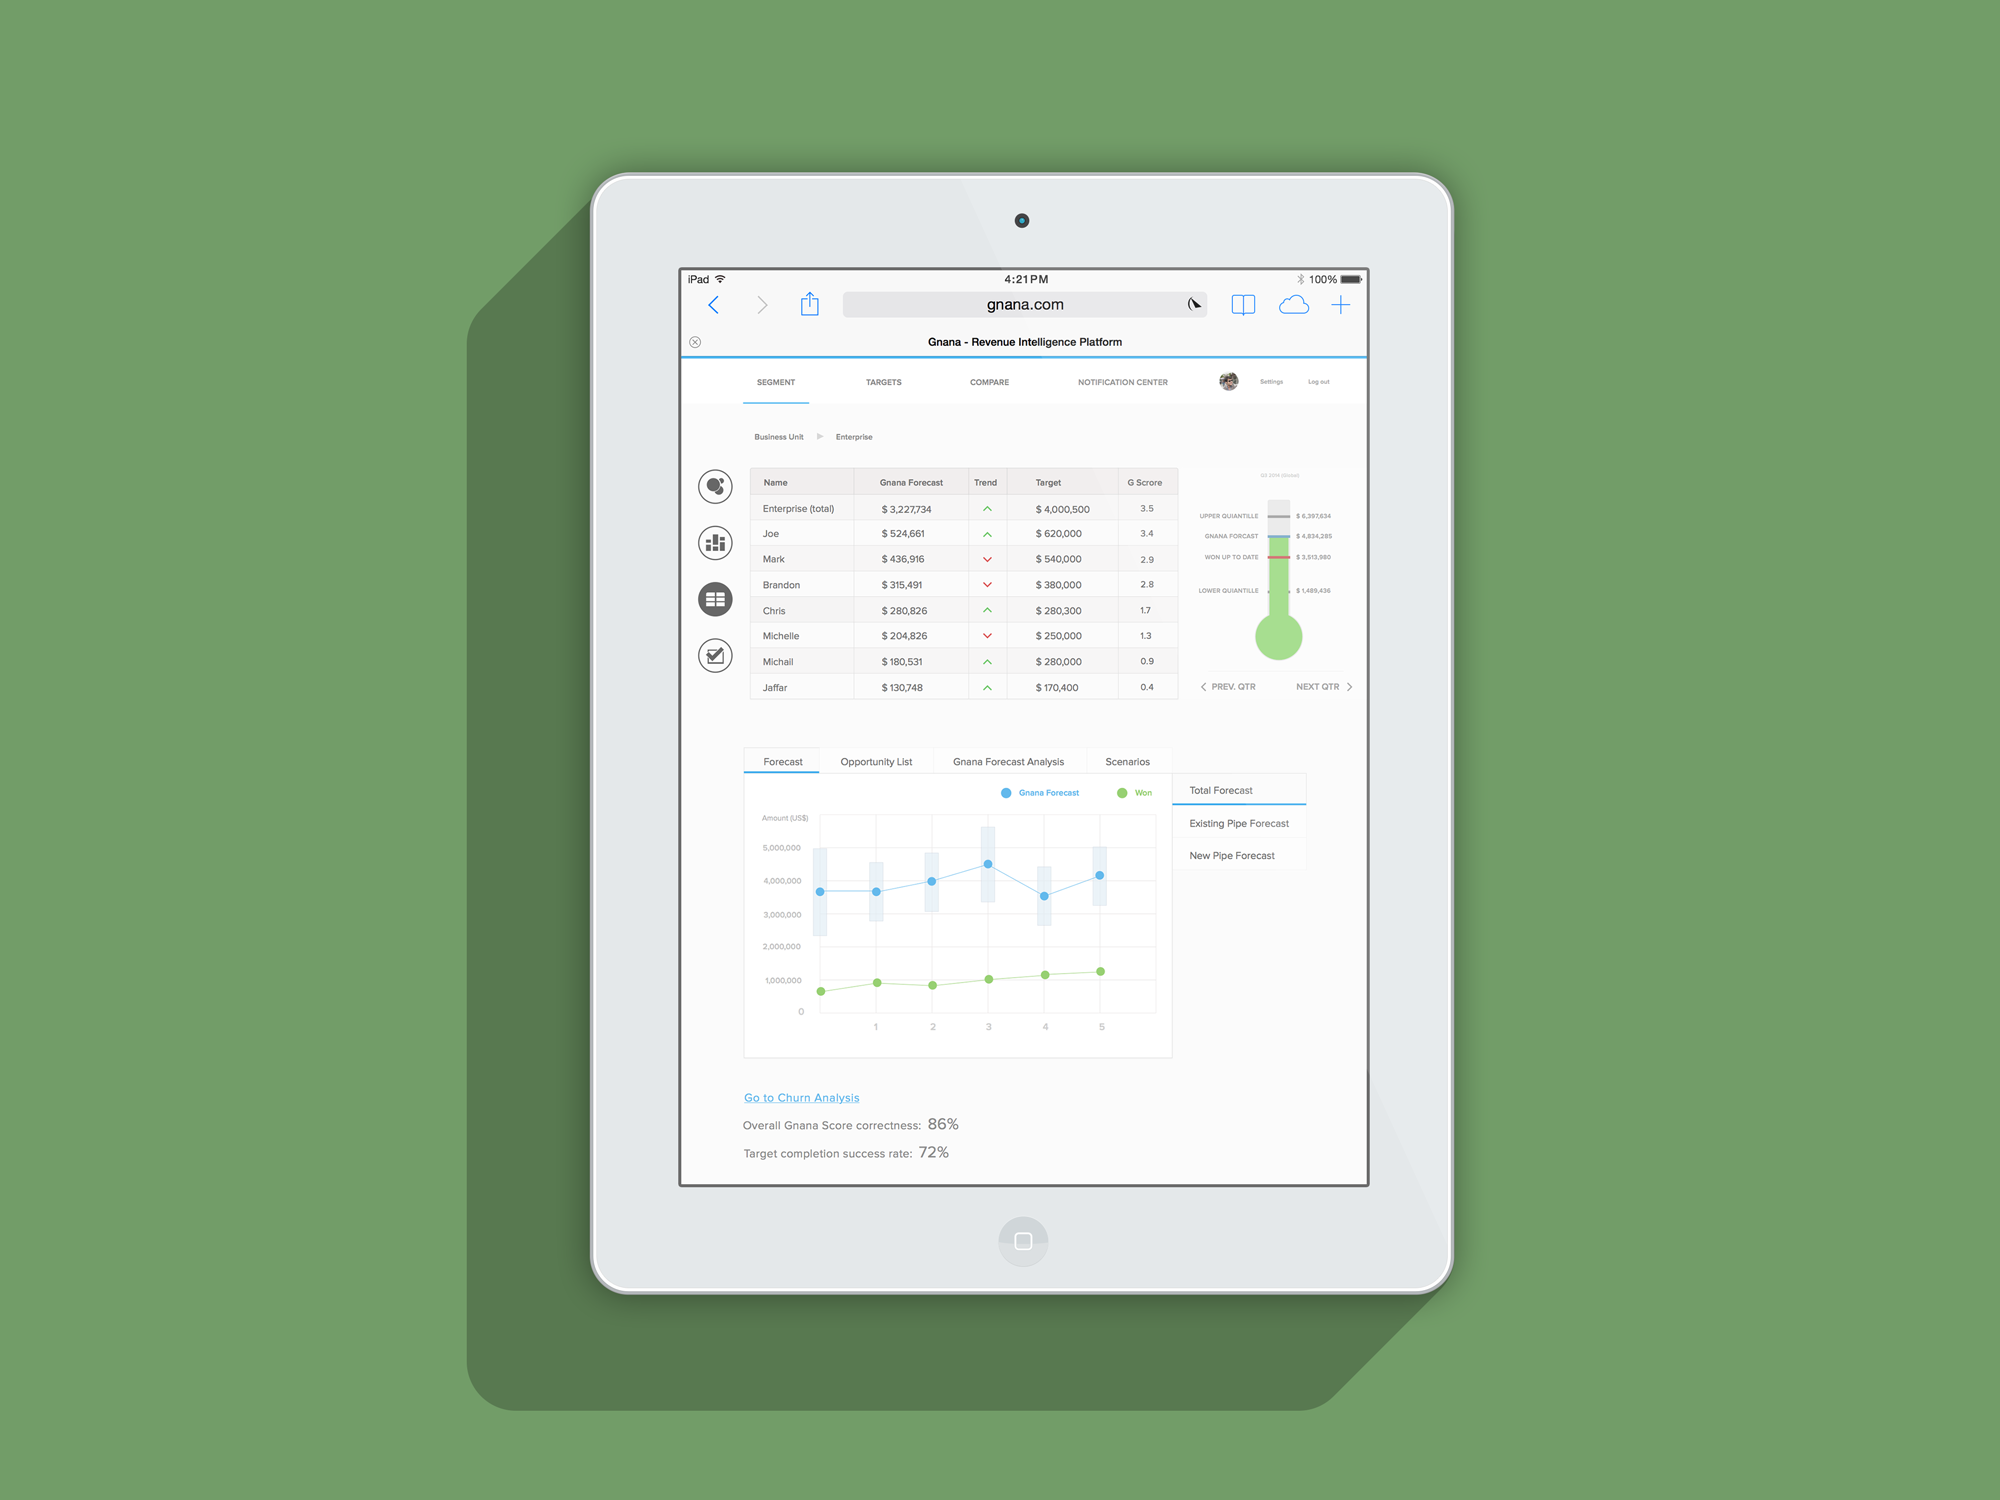 iPad 4:21PM 100%
gnana.com
Gnana - Revenue Intelligence Platform
SEGMENT TARGETS COMPARE NOTIFICATION CENTER Settings Log out
Business Unit Enterprise
Name Gnana Forecast Trend Target G Scrore
Enterprise (total) $ 3,227,734 $ 4,000,500 3.5
Joe $ 524,661 $ 620,000 3.4
Mark $ 436,916 $ 540,000 2.9
Brandon $ 315,491 $ 380,000 2.8
Chris $ 280,826 $ 280,300 1.7
Michelle $ 204,826 $ 250,000 1.3
Michail $ 180,531 $ 280,000 0.9
Jaffar $ 130,748 $ 170,400 0.4
Q3 2014 (Global)
UPPER QUIANTILLE $ 6,397,634
GNANA FORCAST $ 4,834,285
WON UP TO DATE $ 3,513,980
LOWER QUIANTILLE $ 1,489,436
PREV. QTR NEXT QTR
Forecast Opportunity List Gnana Forecast Analysis Scenarios
Gnana Forecast Won
Total Forecast
Existing Pipe Forecast
New Pipe Forecast
Amount (US$)
5,000,000
4,000,000
3,000,000
2,000,000
1,000,000
0
1 2 3 4 5
Go to Churn Analysis
Overall Gnana Score correctness: 86%
Target completion success rate: 72%